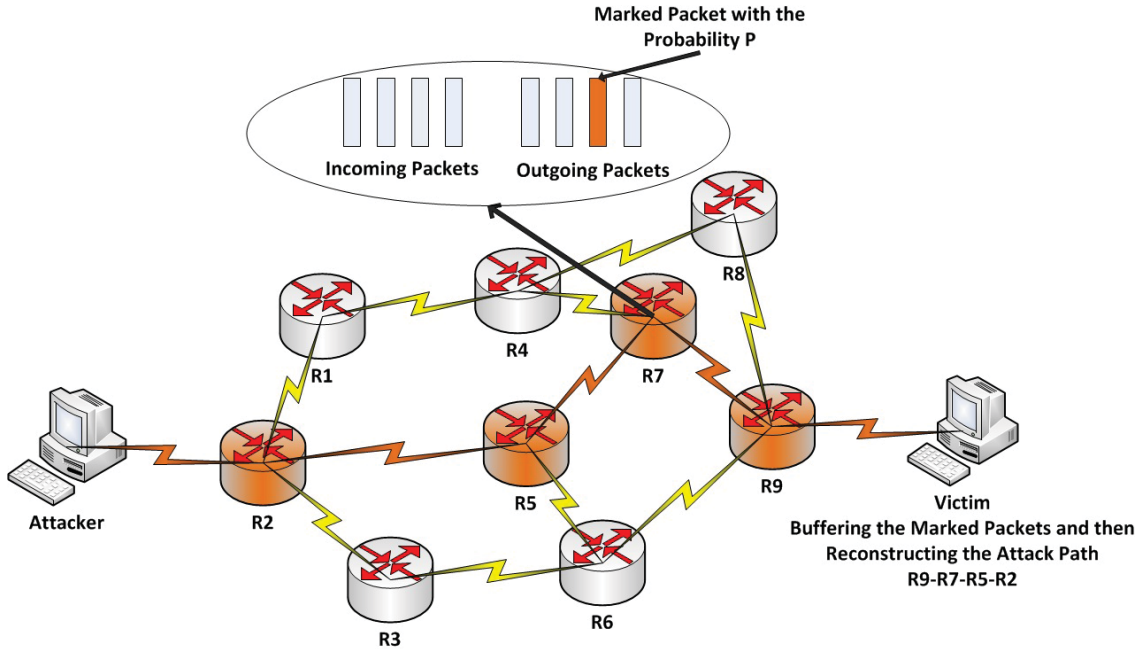 Marked Packet with the
Probability P
Incoming Packets
Outgoing Packets
R8
R4
R7
R1
R5
R9
R2
Attacker
R3
R6
Victim
Buffering the Marked Packets and then
Reconstructing the Attack Path
R9-R7-R5-R2